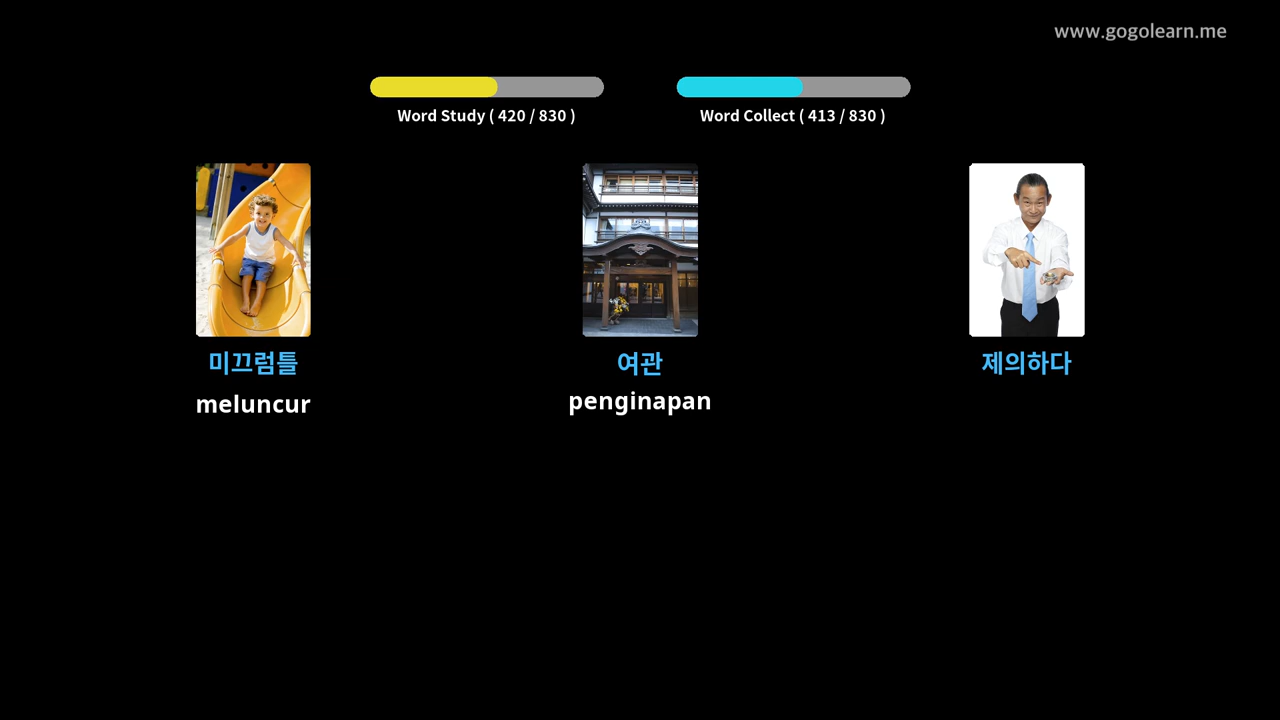 www.gogolearn.me
Word Study ( 420 / 830 )
Word Collect ( 413 / 830 )
미끄럼틀
여관
제의하다
meluncur
penginapan